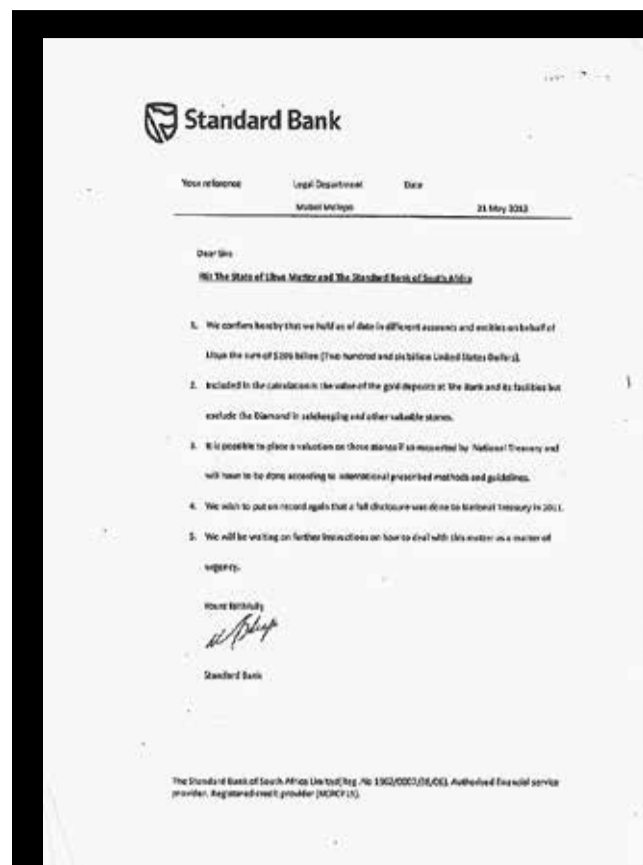 Standard Bank
Your reference Legal Department Date
21 May 2013
Dear Sirs
RE: The State of Libya Matter and The Standard Bank of South Africa
1. We confirm hereby that we hold as of date in different accounts and entities on behalf of
Libya the sum of $206 billion (Two hundred and six billion United States Dollars).
2. Included in the calculation is the value of the gold deposits at the Bank and its facilities but
exclude the Diamond in safekeeping and other valuable stones.
3. It is possible to place a valuation on those stones if so requested by National Treasury and
will have to be done according to international prescribed methods and guidelines.
4. We wish to put on record again that a full disclosure was done to National Treasury in 2011.
5. We will be waiting on further instructions on how to deal with this matter as a matter of
urgency.
Yours faithfully
Standard Bank
The Standard Bank of South Africa Limited (Reg. No Authorised financial service
provider. Registered credit provider